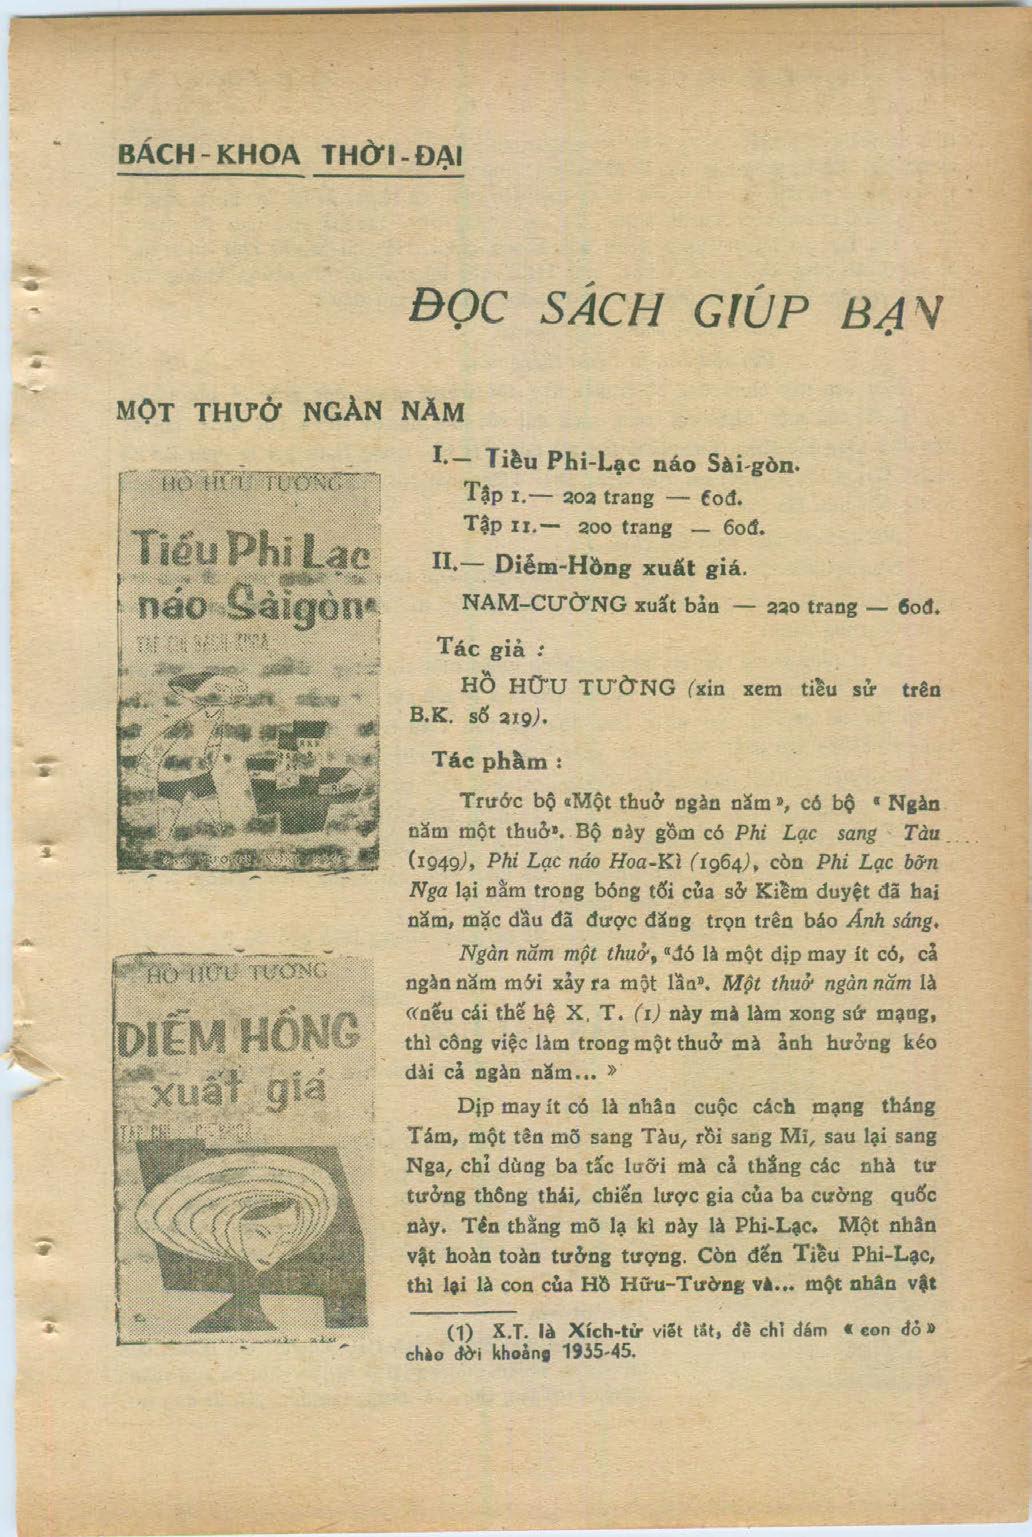 BÁCH-KHOA THỜI-ĐẠI
ĐỌC SÁCH GIÚP BẠN
MỘT THƯỞ NGÀN NĂM
HỒ HỮU TƯỜNG
Tiểu Phi Lạc
náo Sàigòn
TẠP CHÍ BÁCH KHOA
HỒ HỮU TƯỜNG
DIỄM HỒNG
xuất giá
TẠP CHÍ
I.— Tiểu Phi-Lạc náo Sài-gòn.
Tập I.— 202 trang — 60đ.
Tập II.— 200 trang — 60đ.
II.— Diễm-Hồng xuất giá.
NAM-CƯỜNG xuất bản — 220 trang — 60đ.
Tác giả :
HỒ HỮU TƯỜNG (xin xem tiểu sử trên
B.K. số 219).
Tác phẩm :
Trước bộ «Một thuở ngàn năm», có bộ « Ngàn
năm một thuở». Bộ này gồm có Phi Lạc sang Tàu
(1949), Phi Lạc náo Hoa-Kì (1964), còn Phi Lạc bỡn
Nga lại nằm trong bóng tối của sở Kiểm duyệt đã hai
năm, mặc dầu đã được đăng trọn trên báo Ánh sáng.
Ngàn năm một thuở, «đó là một dịp may ít có, cả
ngàn năm mới xảy ra một lần». Một thuở ngàn năm là
«nếu cái thế hệ X. T. (1) này mà làm xong sứ mạng,
thì công việc làm trong một thuở mà ảnh hưởng kéo
dài cả ngàn năm... »
Dịp may ít có là nhân cuộc cách mạng tháng
Tám, một tên mõ sang Tàu, rồi sang Mĩ, sau lại sang
Nga, chỉ dùng ba tấc lưỡi mà cả thắng các nhà tư
tưởng thông thái, chiến lược gia của ba cường quốc
này. Tên thằng mõ lạ kì này là Phi-Lạc. Một nhân
vật hoàn toàn tưởng tượng. Còn đến Tiểu Phi-Lạc,
thì lại là con của Hồ Hữu-Tường và... một nhân vật
(1) X.T. là Xích-tử viết tắt, để chỉ đám « con đỏ »
chào đời khoảng 1935-45.